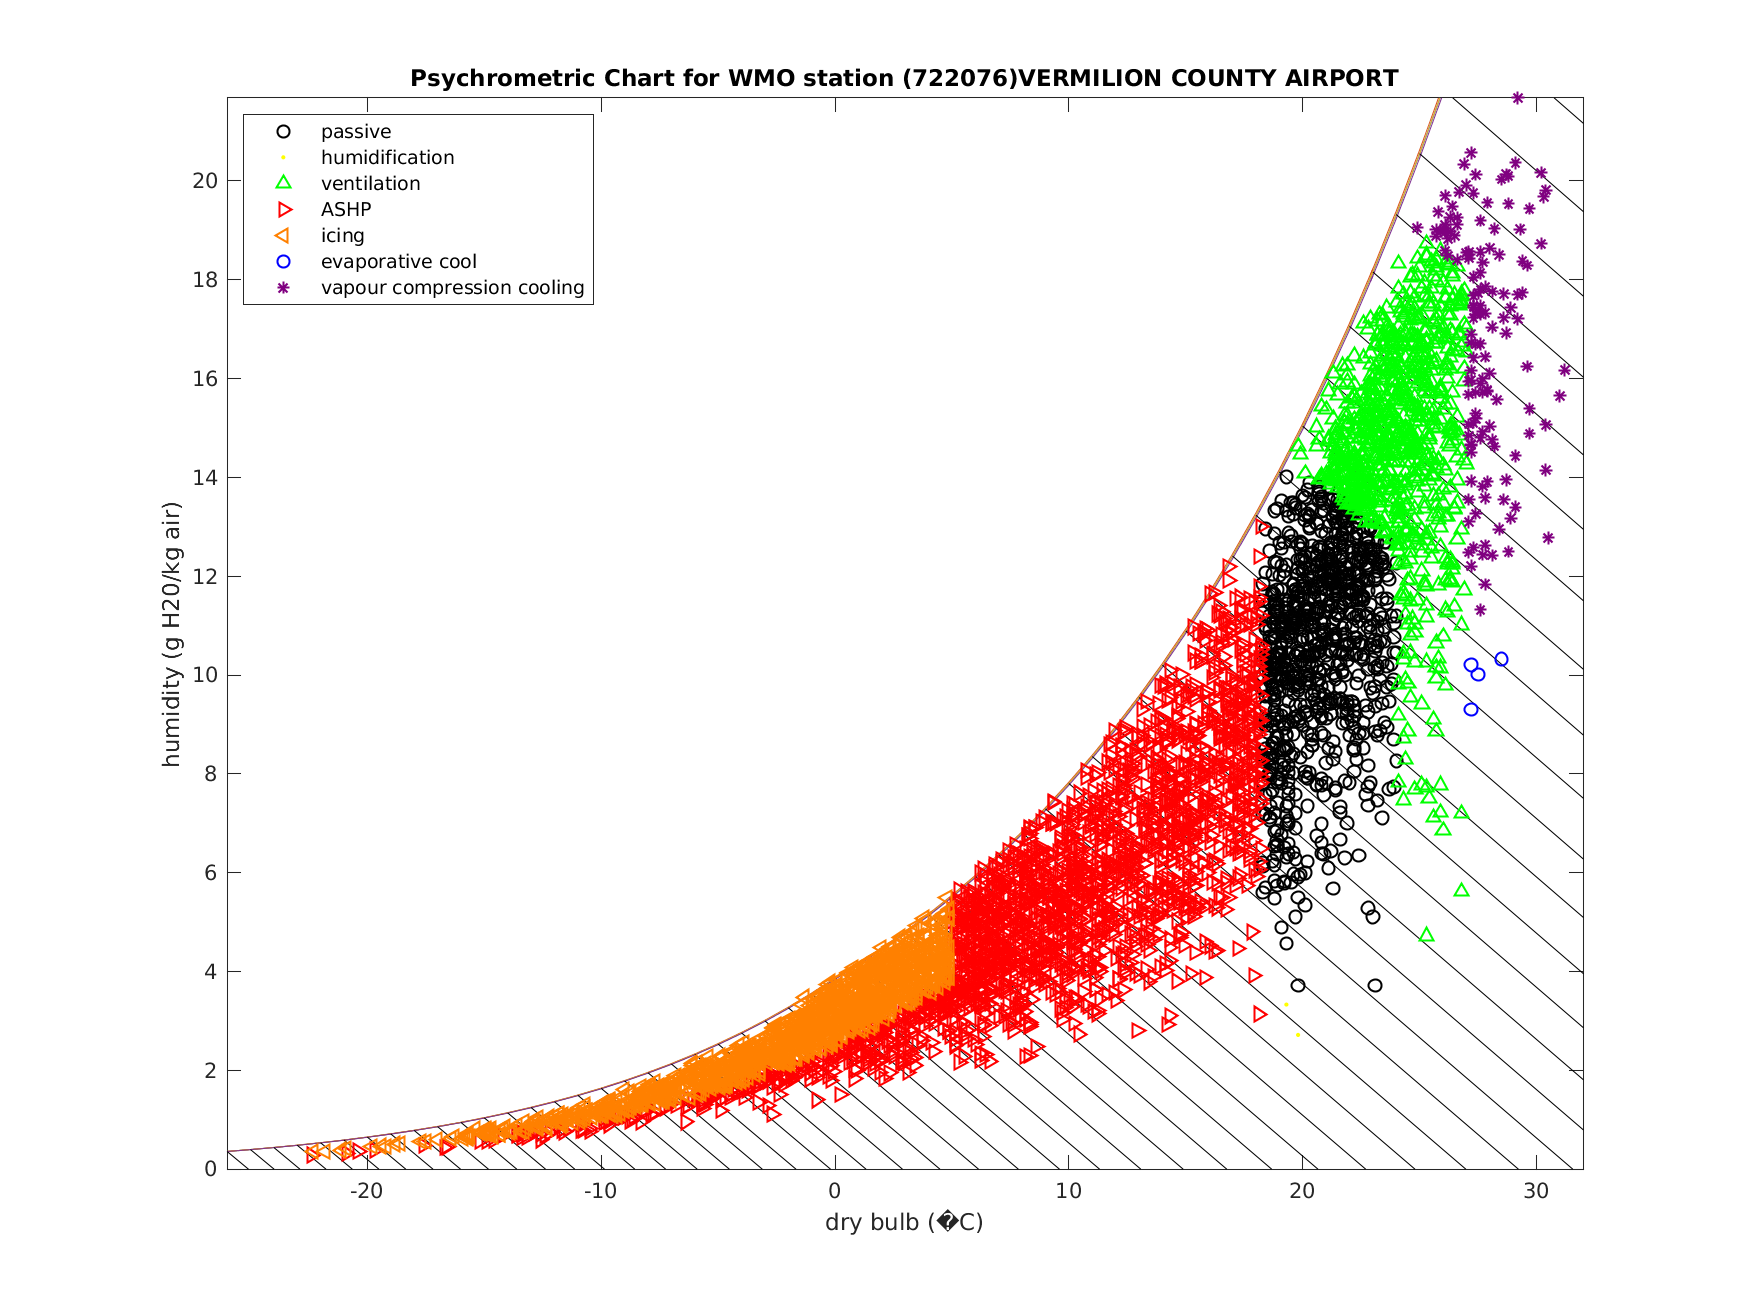 Psychrometric Chart for WMO station (722076)VERMILION COUNTY AIRPORT
passive
humidification
ventilation
ASHP
icing
evaporative cool
vapour compression cooling
humidity (g H20/kg air)
20
18
16
14
12
10
8
6
4
2
0
-20 -10 0 10 20 30
dry bulb (�C)